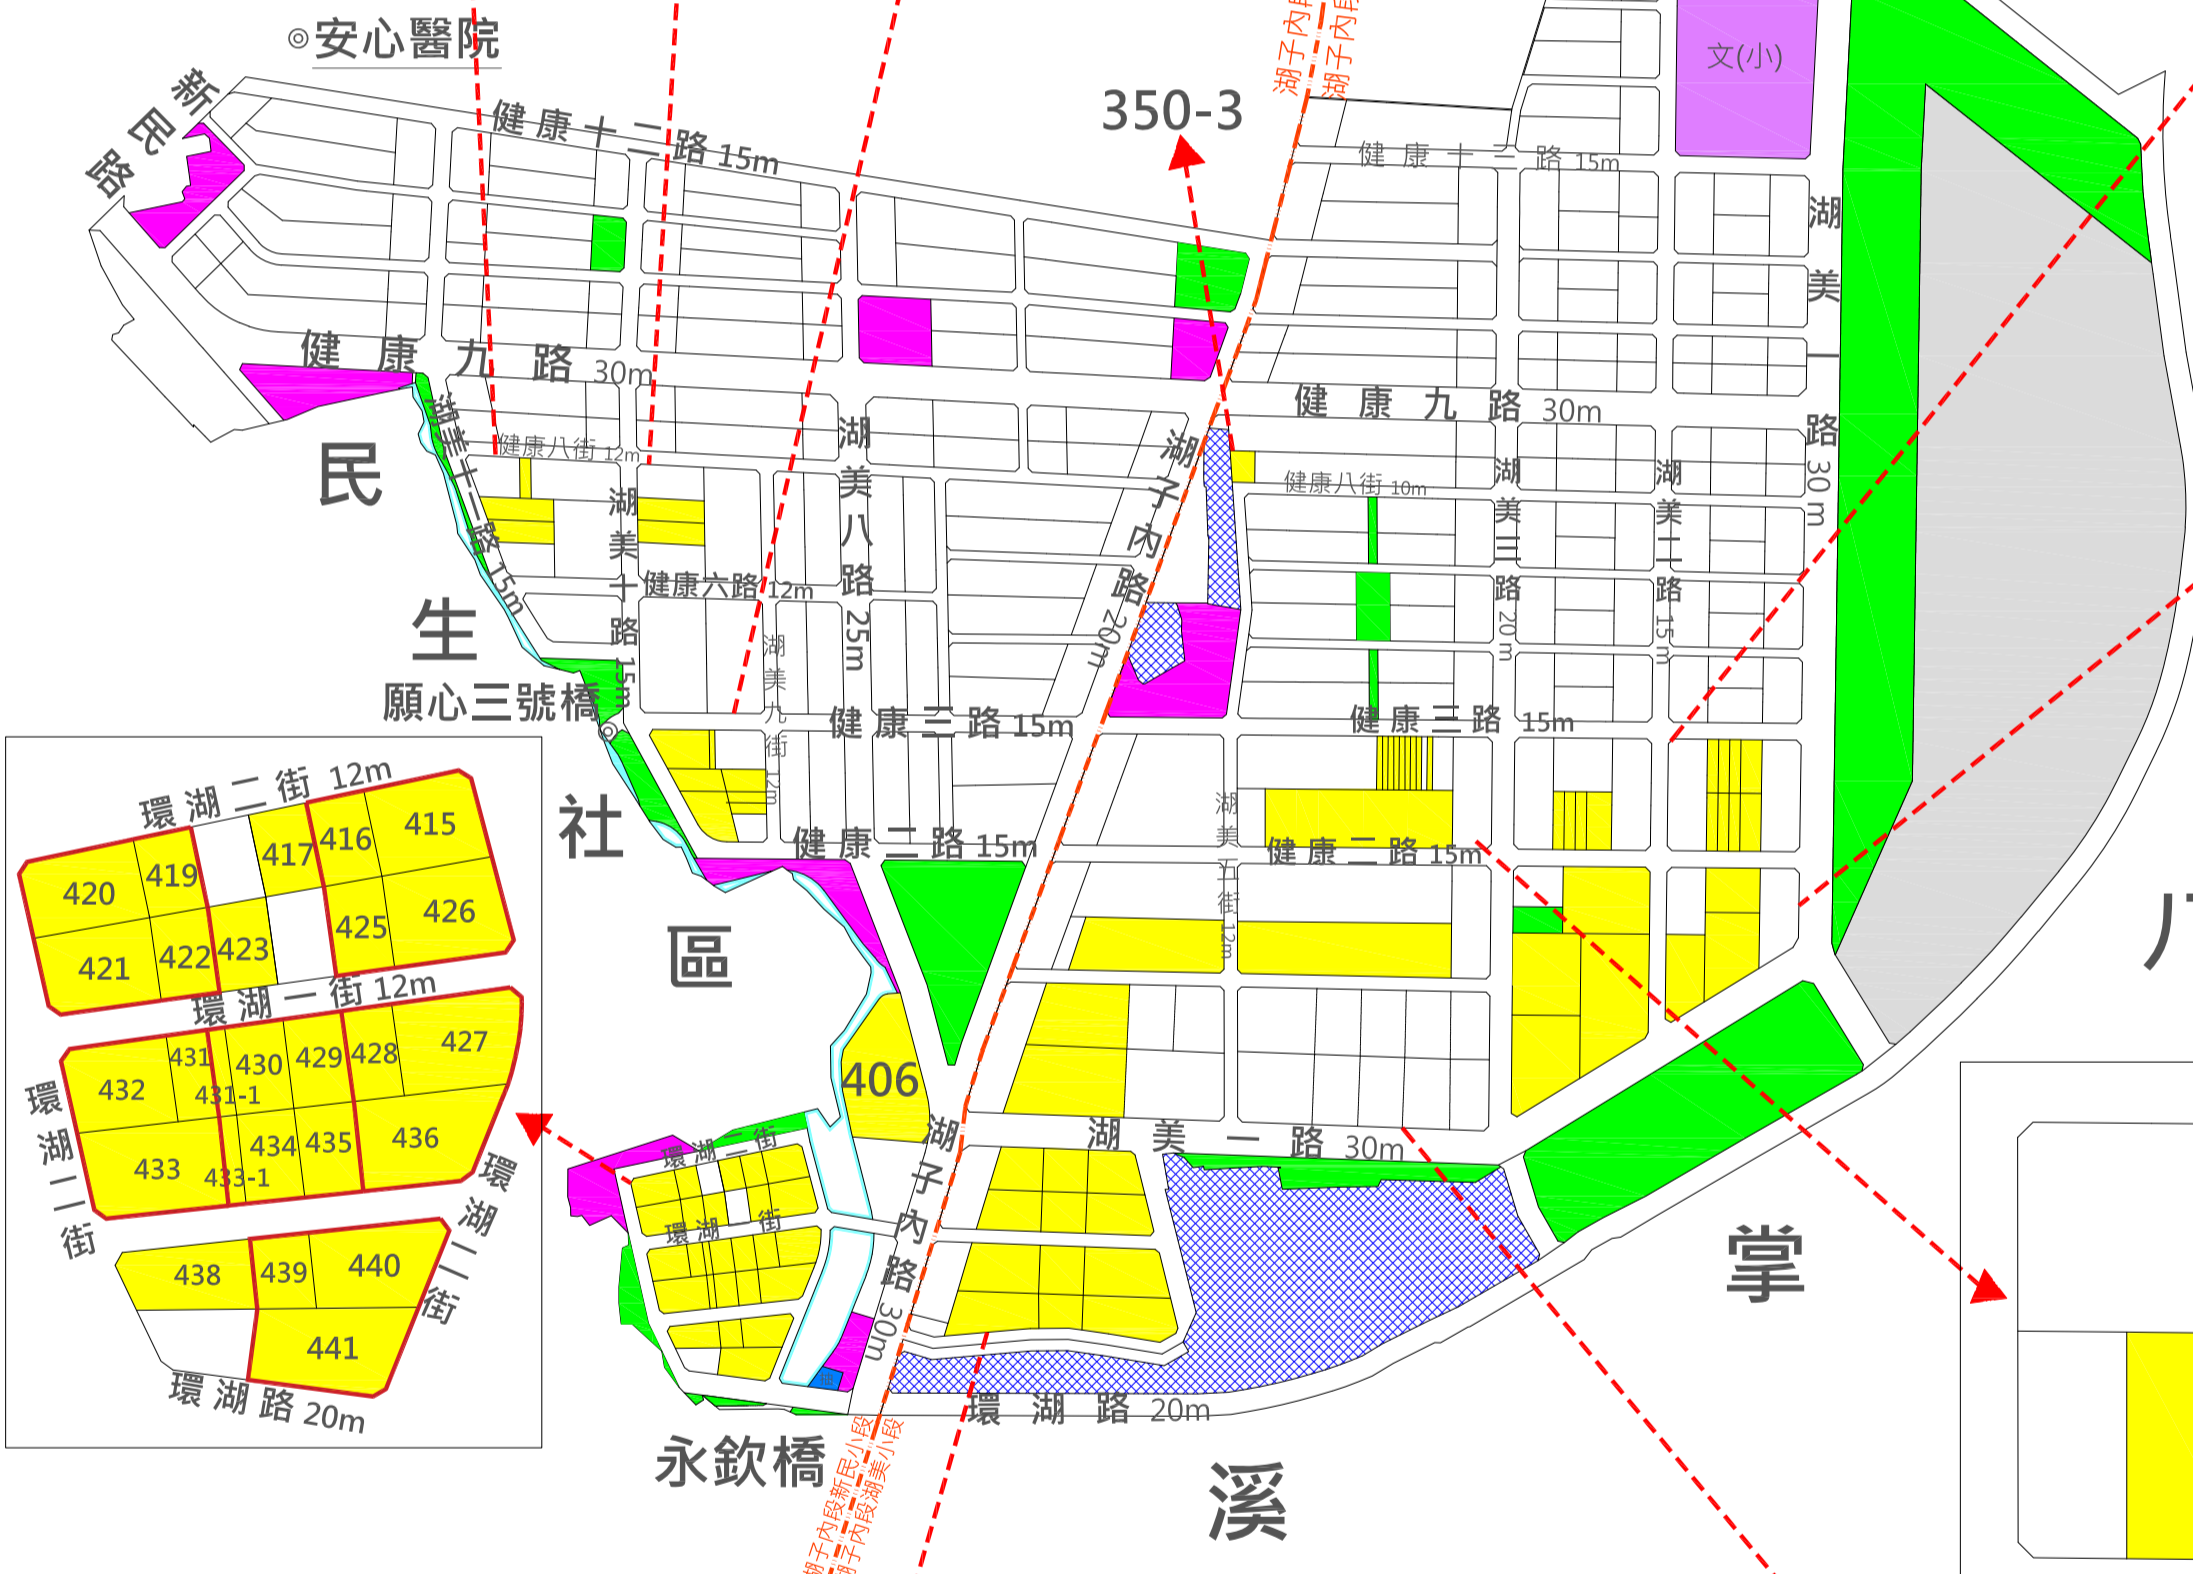 安心醫院
新民路
健康十二路 15m
350-3
湖子內段
湖子內段
文(小)
健康十三路 15m
湖美一路 30m
健康九路 30m
健康九路 30m
湖美十一路 15m
健康八街 12m
湖美十路 15m
湖美八路 25m
湖子內路 20m
健康八街 10m
湖美三路 20m
湖美二路 15m
健康六路 12m
湖美九街 12m
民生社區
願心三號橋
健康三路 15m
健康三路 15m
健康二路 15m
健康二路 15m
湖美五街 12m
406
湖美一路 30m
湖子內路 30m
環湖二街
環湖一街
環湖路 20m
永欽橋
湖子內段新民小段
湖子內段湖美小段
掌
溪
環湖二街 12m
415
416
417
419
420
421
422
423
425
426
環湖一街 12m
427
428
429
430
431
431-1
432
433
433-1
434
435
436
環湖二街
環湖二街
438
439
440
441
環湖路 20m